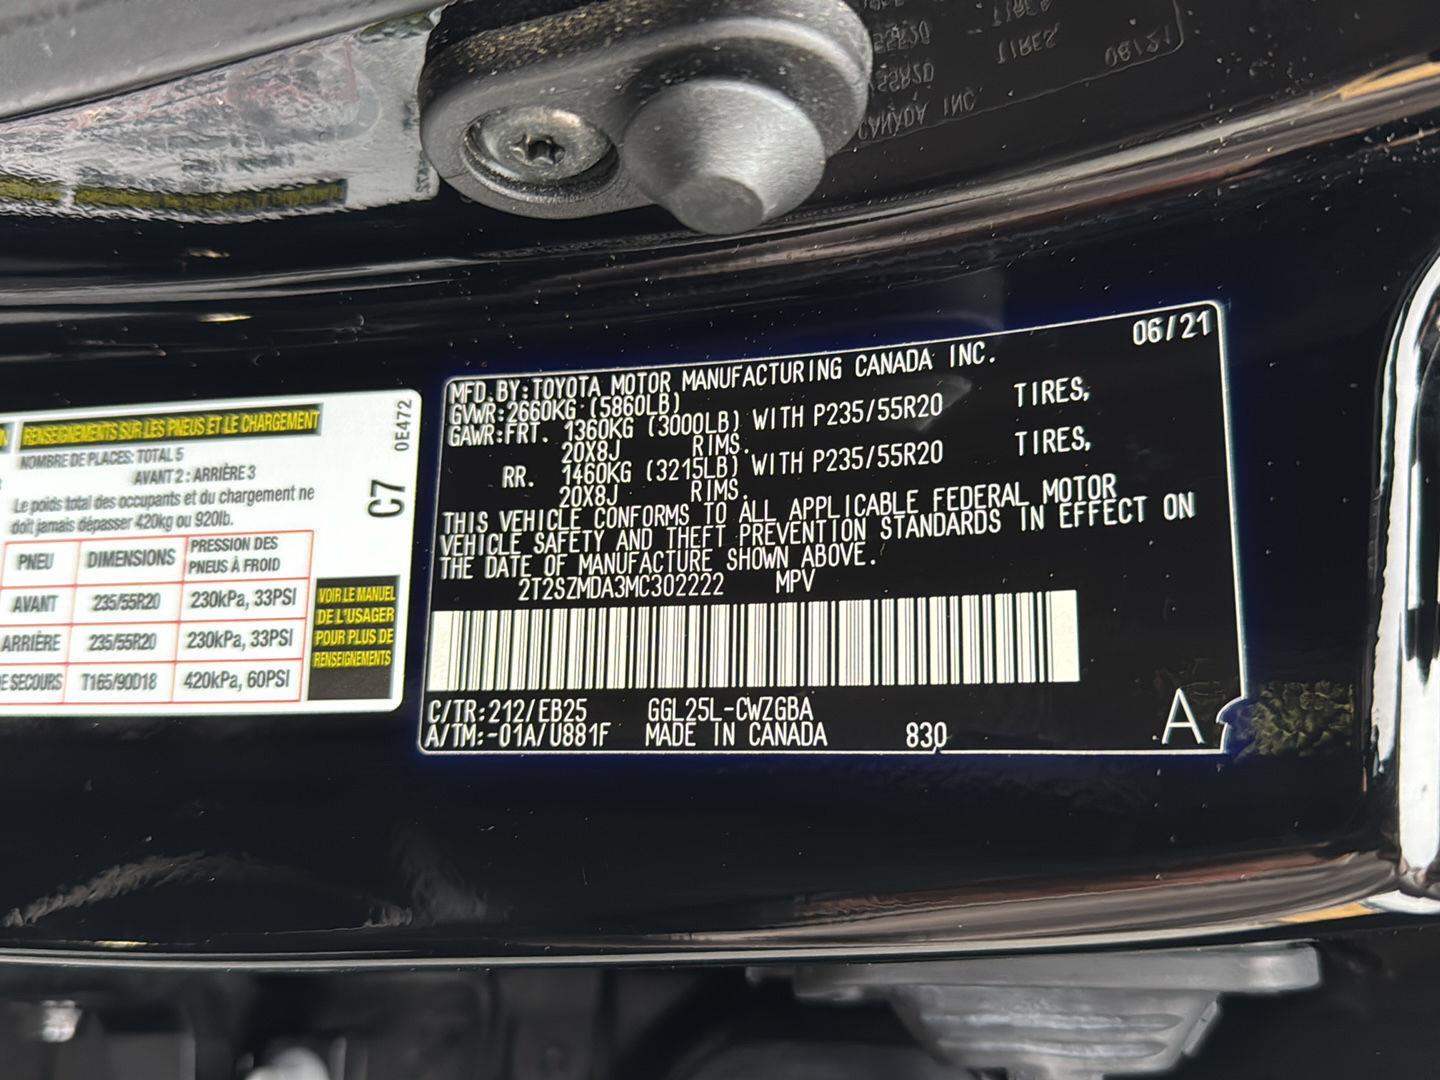 RENSEIGNEMENTS SUR LES PNEUS ET LE CHARGEMENT
NOMBRE DE PLACES: TOTAL 5
AVANT 2 : ARRIÈRE 3
Le poids total des occupants et du chargement ne
doit jamais dépasser 420kg ou 920lb.
PNEU DIMENSIONS PRESSION DES PNEUS À FROID
AVANT 235/55R20 230kPa, 33PSI
ARRIÈRE 235/55R20 230kPa, 33PSI
SECOURS T165/90D18 420kPa, 60PSI
VOIR LE MANUEL
DE L'USAGER
POUR PLUS DE
RENSEIGNEMENTS
C7
0E472
06/21
MFD.BY:TOYOTA MOTOR MANUFACTURING CANADA INC.
GVWR:2660KG (5860LB)
GAWR:FRT. 1360KG (3000LB) WITH P235/55R20 TIRES,
20X8J RIMS.
RR. 1460KG (3215LB) WITH P235/55R20 TIRES,
20X8J RIMS.
THIS VEHICLE CONFORMS TO ALL APPLICABLE FEDERAL MOTOR
VEHICLE SAFETY AND THEFT PREVENTION STANDARDS IN EFFECT ON
THE DATE OF MANUFACTURE SHOWN ABOVE.
2T2SZMDA3MC302222 MPV
C/TR:212/EB25 GGL25L-CWZGBA
A/TM:-01A/U881F MADE IN CANADA 830
A